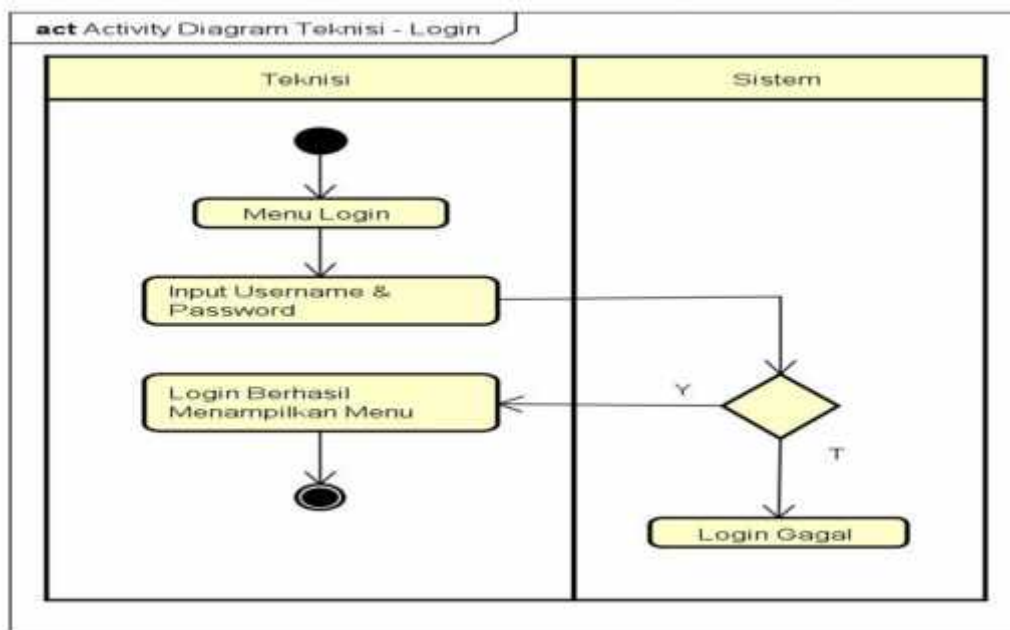 act Activity Diagram Teknisi - Login
Teknisi
Sistem
Menu Login
Input Username &
Password
Login Berhasil
Menampilkan Menu
Y
T
Login Gagal